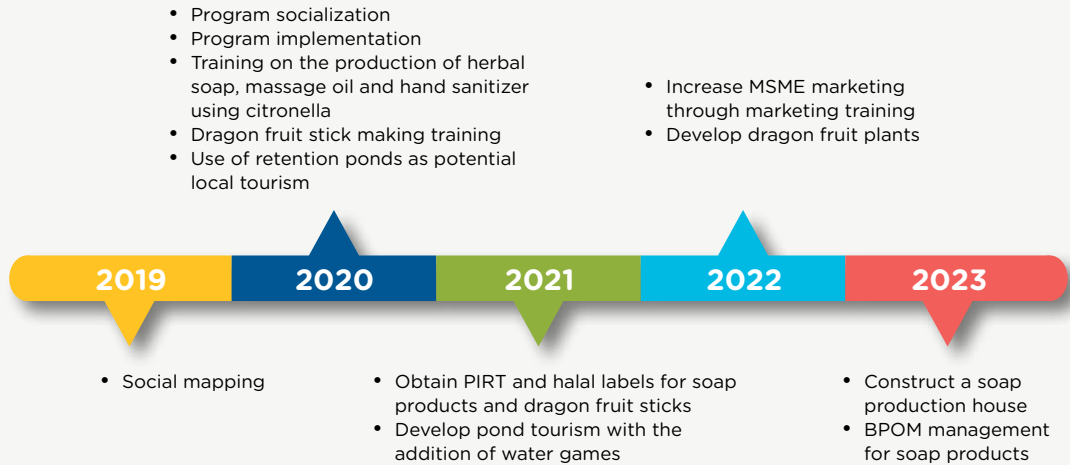 • Program socialization
• Program implementation
• Training on the production of herbal
soap, massage oil and hand sanitizer
using citronella
• Dragon fruit stick making training
• Use of retention ponds as potential
local tourism
• Increase MSME marketing
through marketing training
• Develop dragon fruit plants
2019
2020
2021
2022
2023
• Social mapping
• Obtain PIRT and halal labels for soap
products and dragon fruit sticks
• Develop pond tourism with the
addition of water games
• Construct a soap
production house
• BPOM management
for soap products